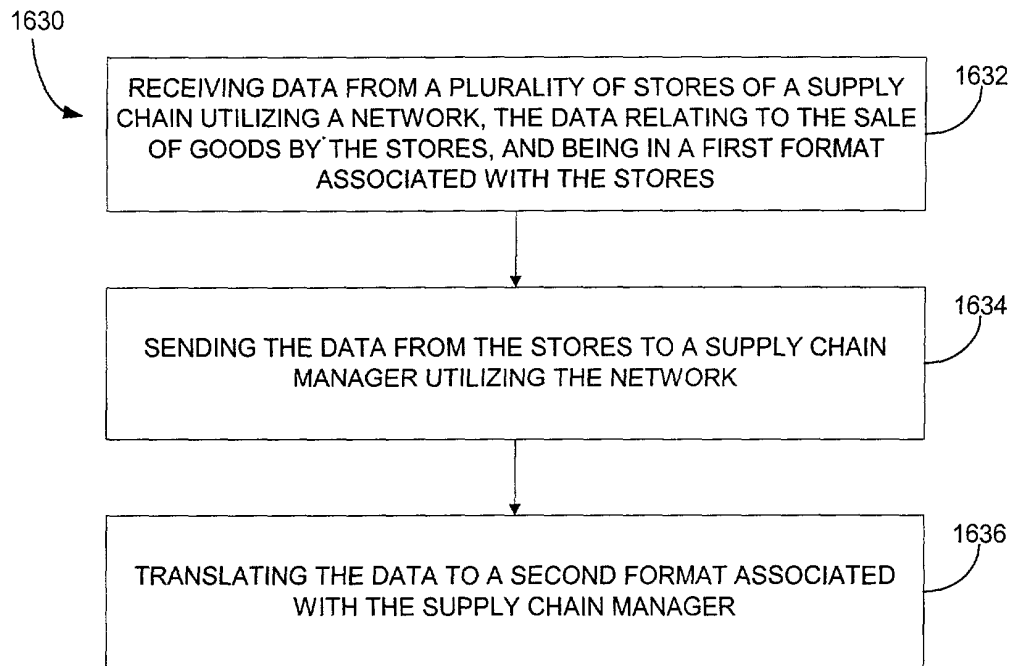 1630
1632
RECEIVING DATA FROM A PLURALITY OF STORES OF A SUPPLY
CHAIN UTILIZING A NETWORK, THE DATA RELATING TO THE SALE
OF GOODS BY THE STORES, AND BEING IN A FIRST FORMAT
ASSOCIATED WITH THE STORES
1634
SENDING THE DATA FROM THE STORES TO A SUPPLY CHAIN
MANAGER UTILIZING THE NETWORK
1636
TRANSLATING THE DATA TO A SECOND FORMAT ASSOCIATED
WITH THE SUPPLY CHAIN MANAGER